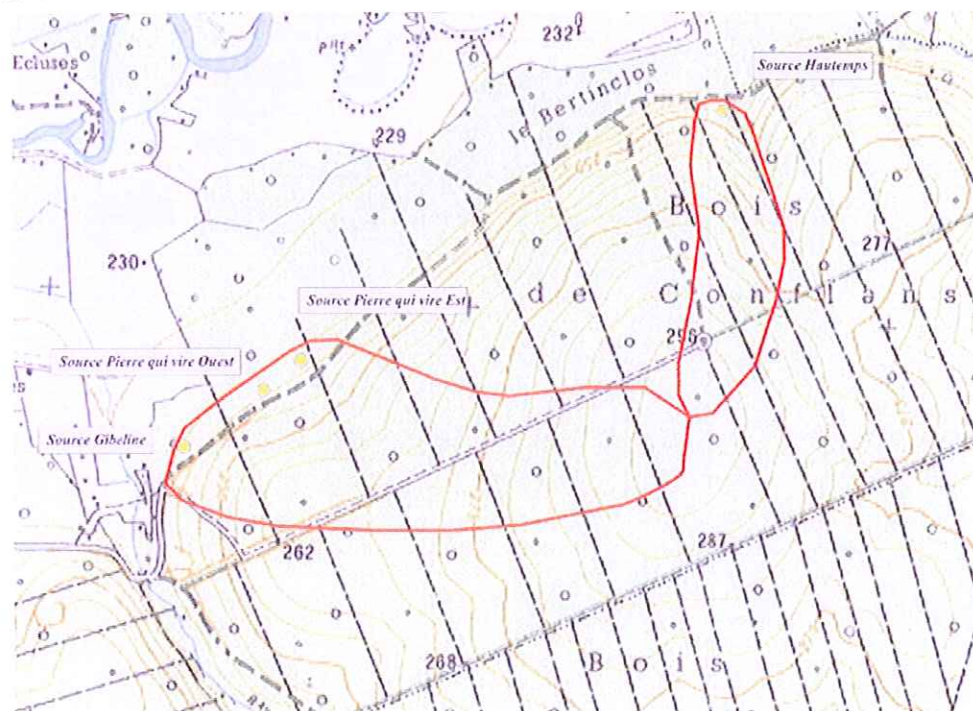 232
Ecluses
Source Hautemps
le Bertinclos
229
Bois
277
230
Source Pierre qui vire Est
de Conflans
296
Source Pierre qui vire Ouest
Source Gibeline
262
287
268
Bois